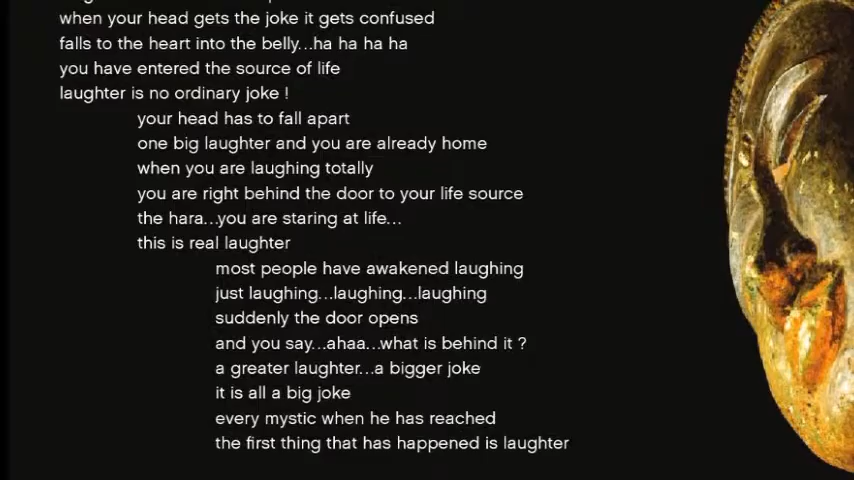 when your head gets the joke it gets confused
falls to the heart into the belly...ha ha ha ha
you have entered the source of life
laughter is no ordinary joke !
your head has to fall apart
one big laughter and you are already home
when you are laughing totally
you are right behind the door to your life source
the hara...you are staring at life...
this is real laughter
most people have awakened laughing
just laughing...laughing...laughing
suddenly the door opens
and you say...ahaa...what is behind it ?
a greater laughter...a bigger joke
it is all a big joke
every mystic when he has reached
the first thing that has happened is laughter